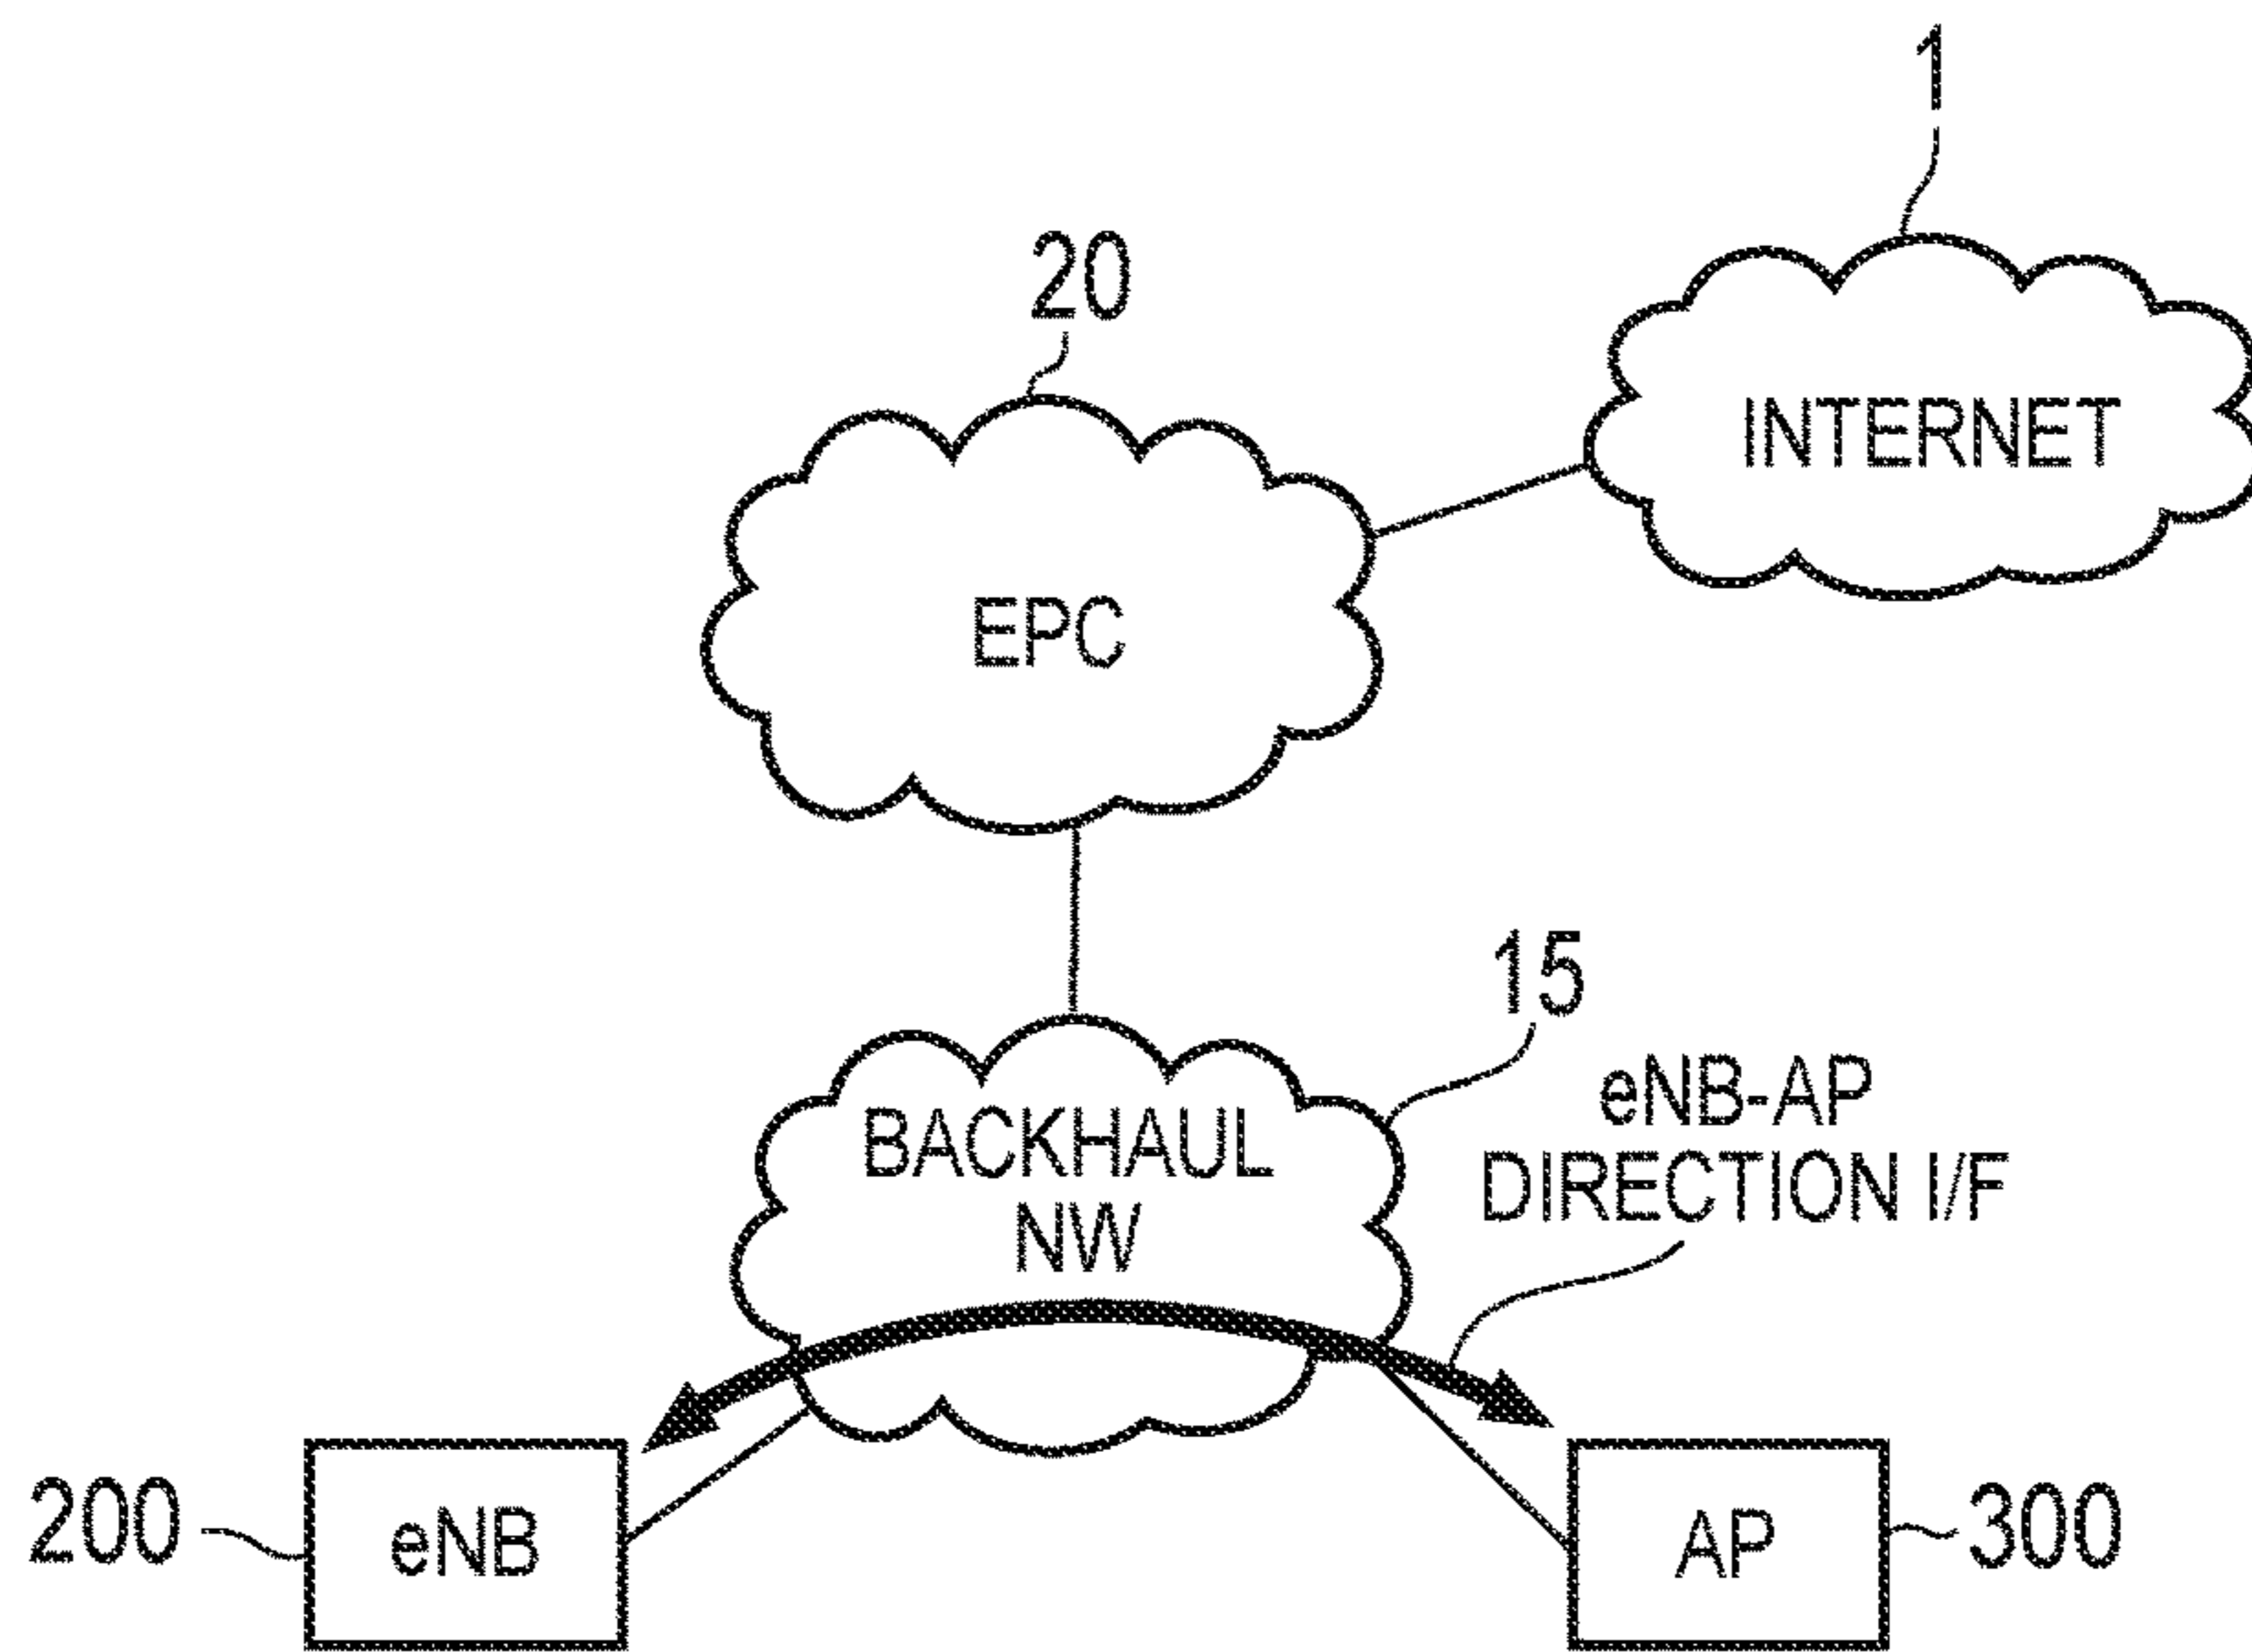 1
20
INTERNET
EPC
15
eNB-AP
DIRECTION I/F
BACKHAUL
NW
200
eNB
AP
300